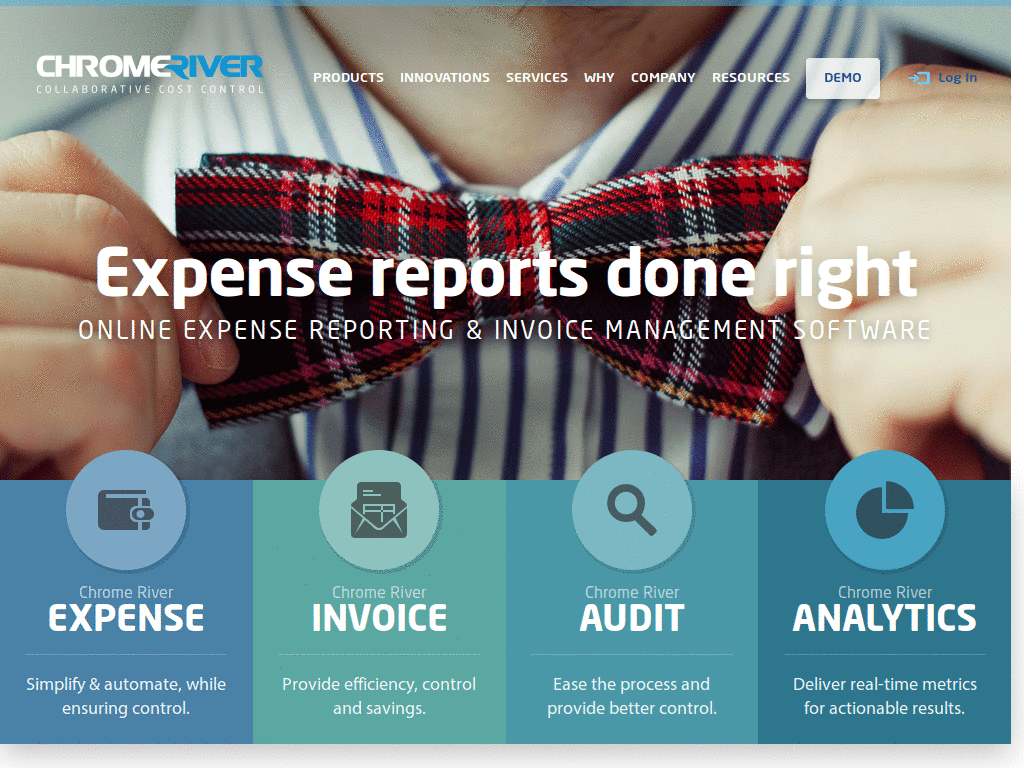 CHROMERIVER
COLLABORATIVE COST CONTROL
PRODUCTS INNOVATIONS SERVICES WHY COMPANY RESOURCES DEMO Log In
Expense reports done right
ONLINE EXPENSE REPORTING & INVOICE MANAGEMENT SOFTWARE
Chrome River
EXPENSE
Simplify & automate, while
ensuring control.
Chrome River
INVOICE
Provide efficiency, control
and savings.
Chrome River
AUDIT
Ease the process and
provide better control.
Chrome River
ANALYTICS
Deliver real-time metrics
for actionable results.